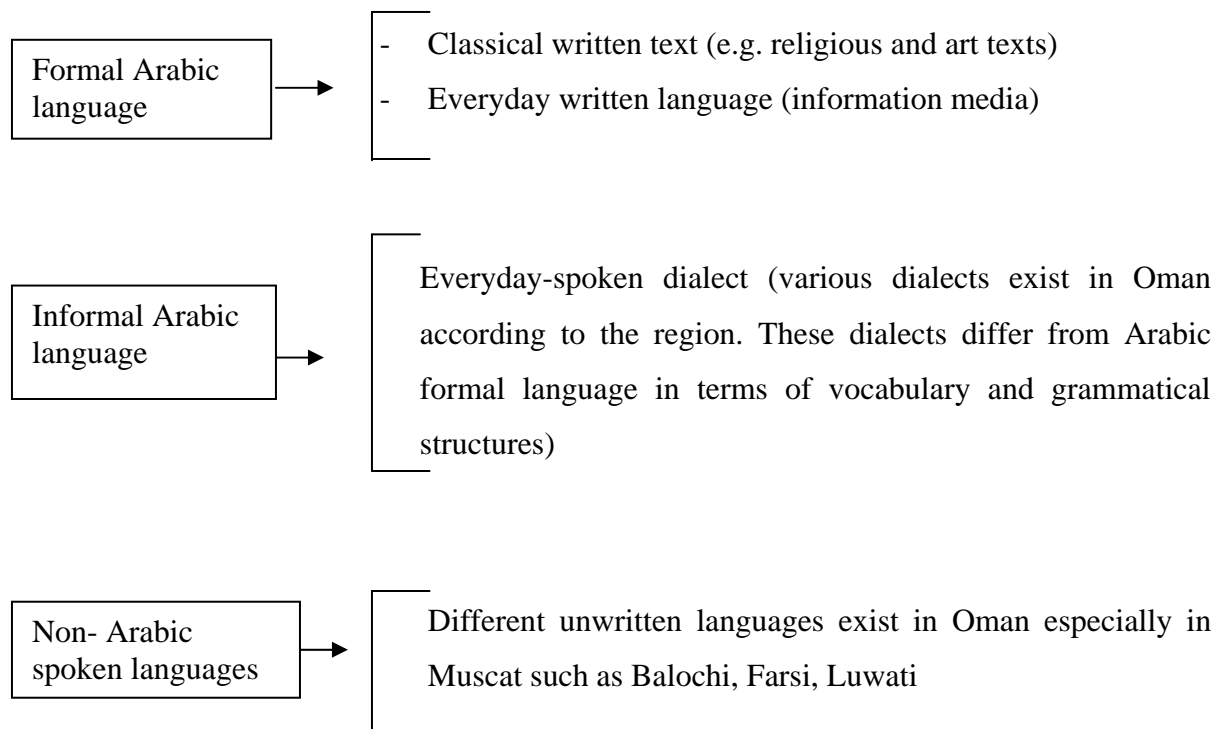 Formal Arabic
language
- Classical written text (e.g. religious and art texts)
- Everyday written language (information media)
Informal Arabic
language
Everyday-spoken dialect (various dialects exist in Oman
according to the region. These dialects differ from Arabic
formal language in terms of vocabulary and grammatical
structures)
Non- Arabic
spoken languages
Different unwritten languages exist in Oman especially in
Muscat such as Balochi, Farsi, Luwati